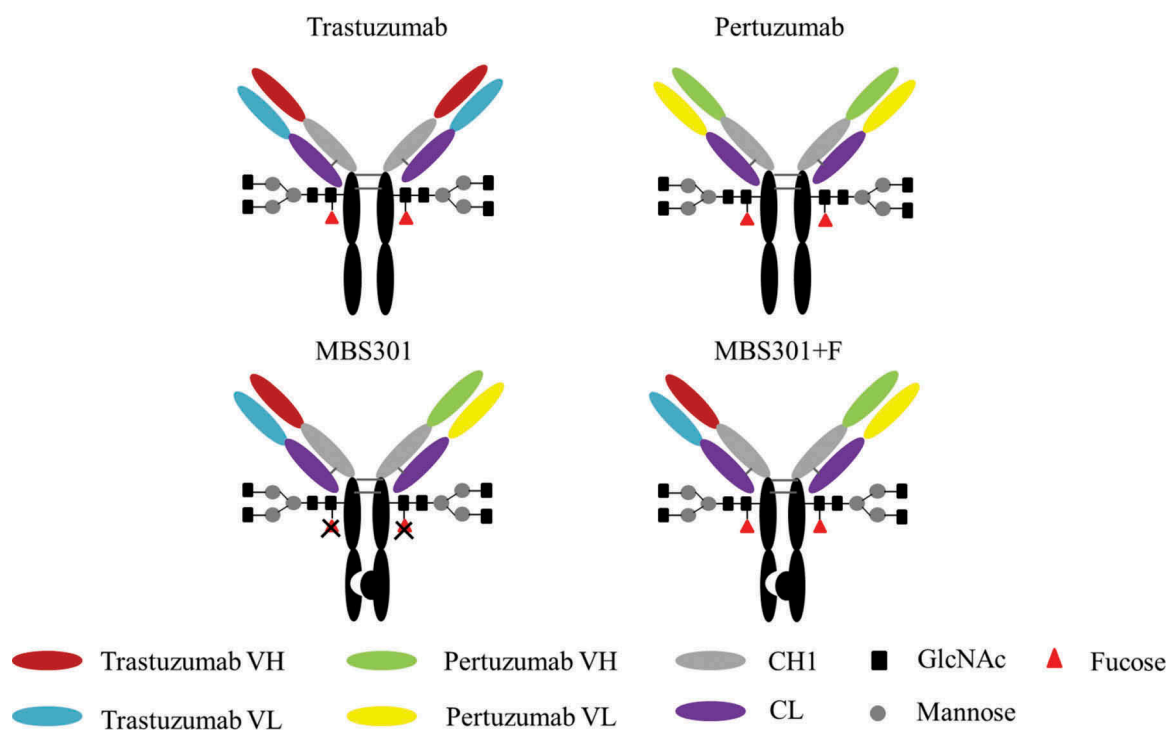 Trastuzumab Pertuzumab
MBS301 MBS301+F
Trastuzumab VH Pertuzumab VH CH1 GlcNAc Fucose
Trastuzumab VL Pertuzumab VL CL Mannose